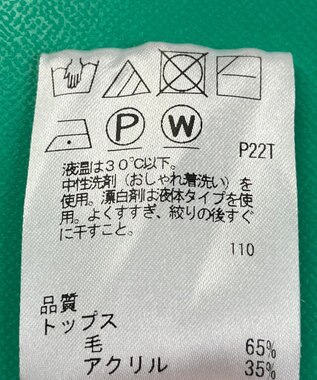 P W P22T
液温は30℃以下。
中性洗剤(おしゃれ着洗い)を
使用。漂白剤は液体タイプを使
用。よくすすぎ、絞りの後すぐ
に干すこと。
110
品質
トップス
毛 65%
アクリル 35%